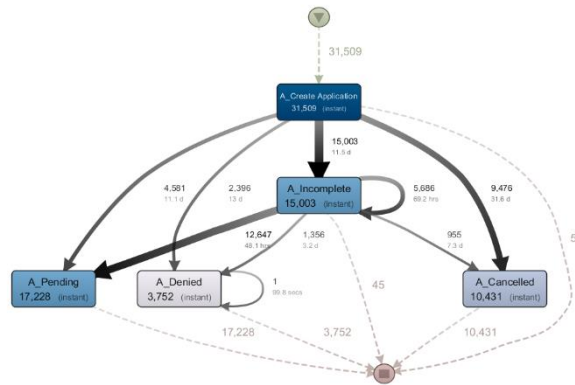 31,509
A_Create Application
31,509 (instant)
15,003
11.5 d
4,581
11.1 d
2,396
13 d
A_Incomplete
15,003 (instant)
5,686
69.2 hrs
9,476
31.6 d
12,647
48.1 hrs
1,356
3.2 d
955
7.3 d
A_Pending
17,228 (instant)
A_Denied
3,752 (instant)
1
99.8 secs
45
A_Cancelled
10,431 (instant)
17,228
3,752
10,431